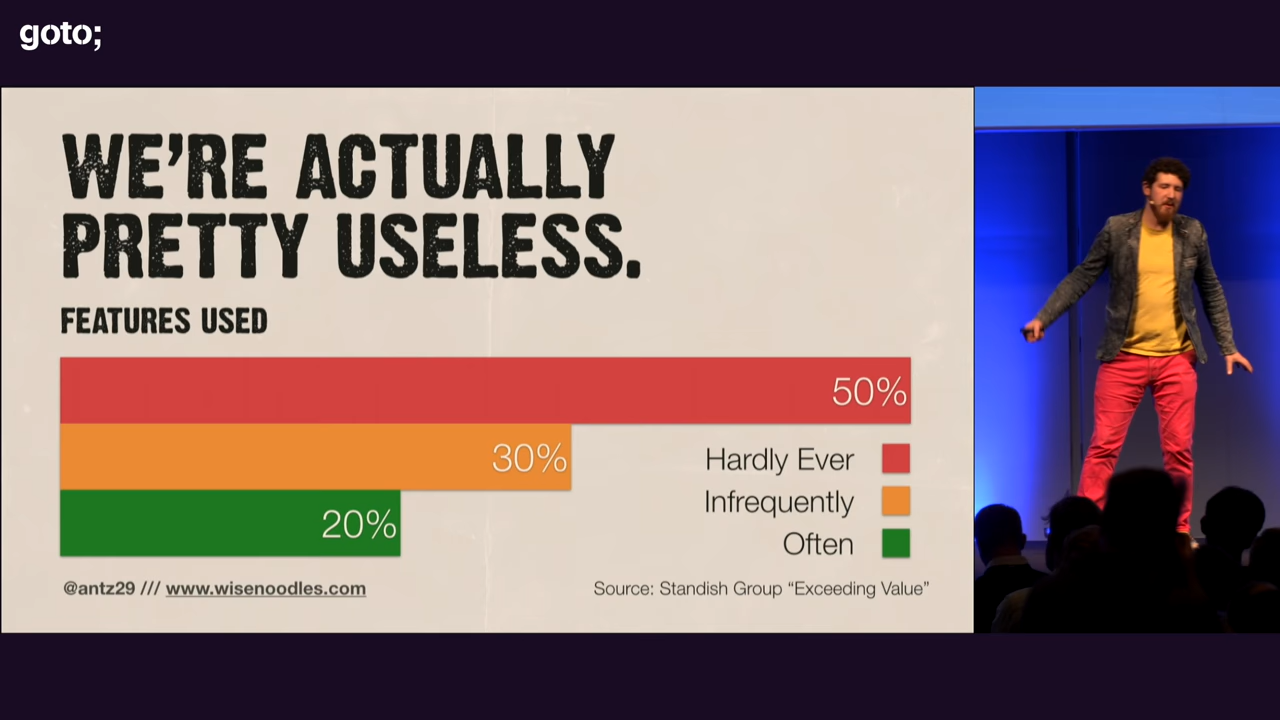 goto;
WE'RE ACTUALLY
PRETTY USELESS.
FEATURES USED
50%
30%
20%
Hardly Ever
Infrequently
Often
@antz29 /// www.wisenoodles.com
Source: Standish Group “Exceeding Value”